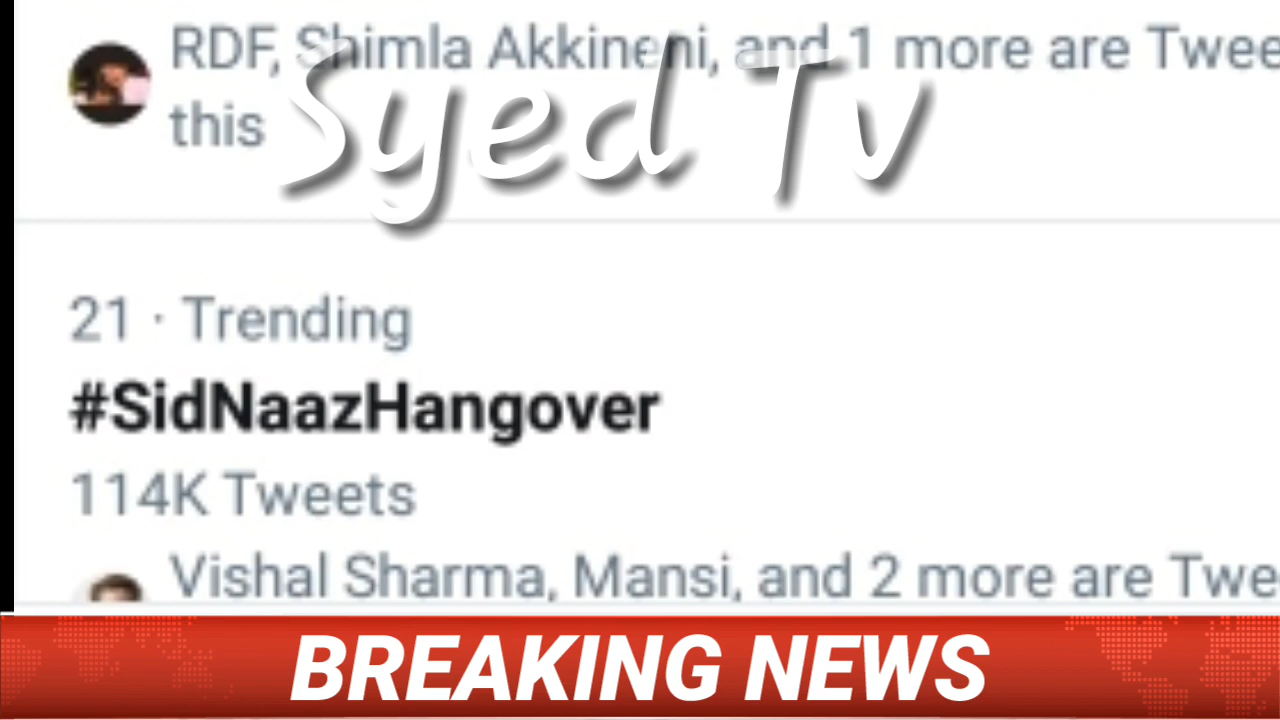 RDF, Shimla Akkineni, and 1 more are Twee
this
Syed Tv
21 · Trending
#SidNaazHangover
114K Tweets
Vishal Sharma, Mansi, and 2 more are Twe
BREAKING NEWS